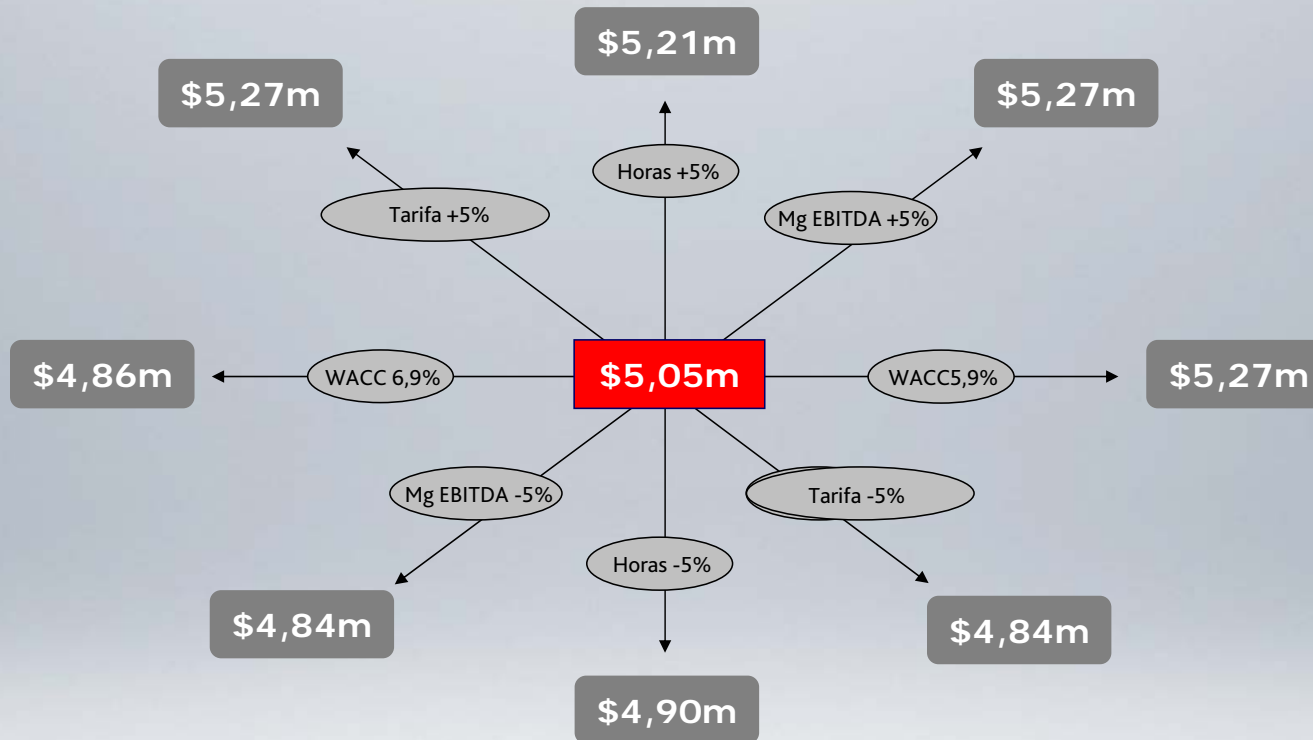 $5,21m
$5,27m
$5,27m
Horas +5%
Tarifa +5%
Mg EBITDA +5%
$4,86m
WACC 6,9%
$5,05m
WACC5,9%
$5,27m
Mg EBITDA -5%
Tarifa -5%
Horas -5%
$4,84m
$4,84m
$4,90m